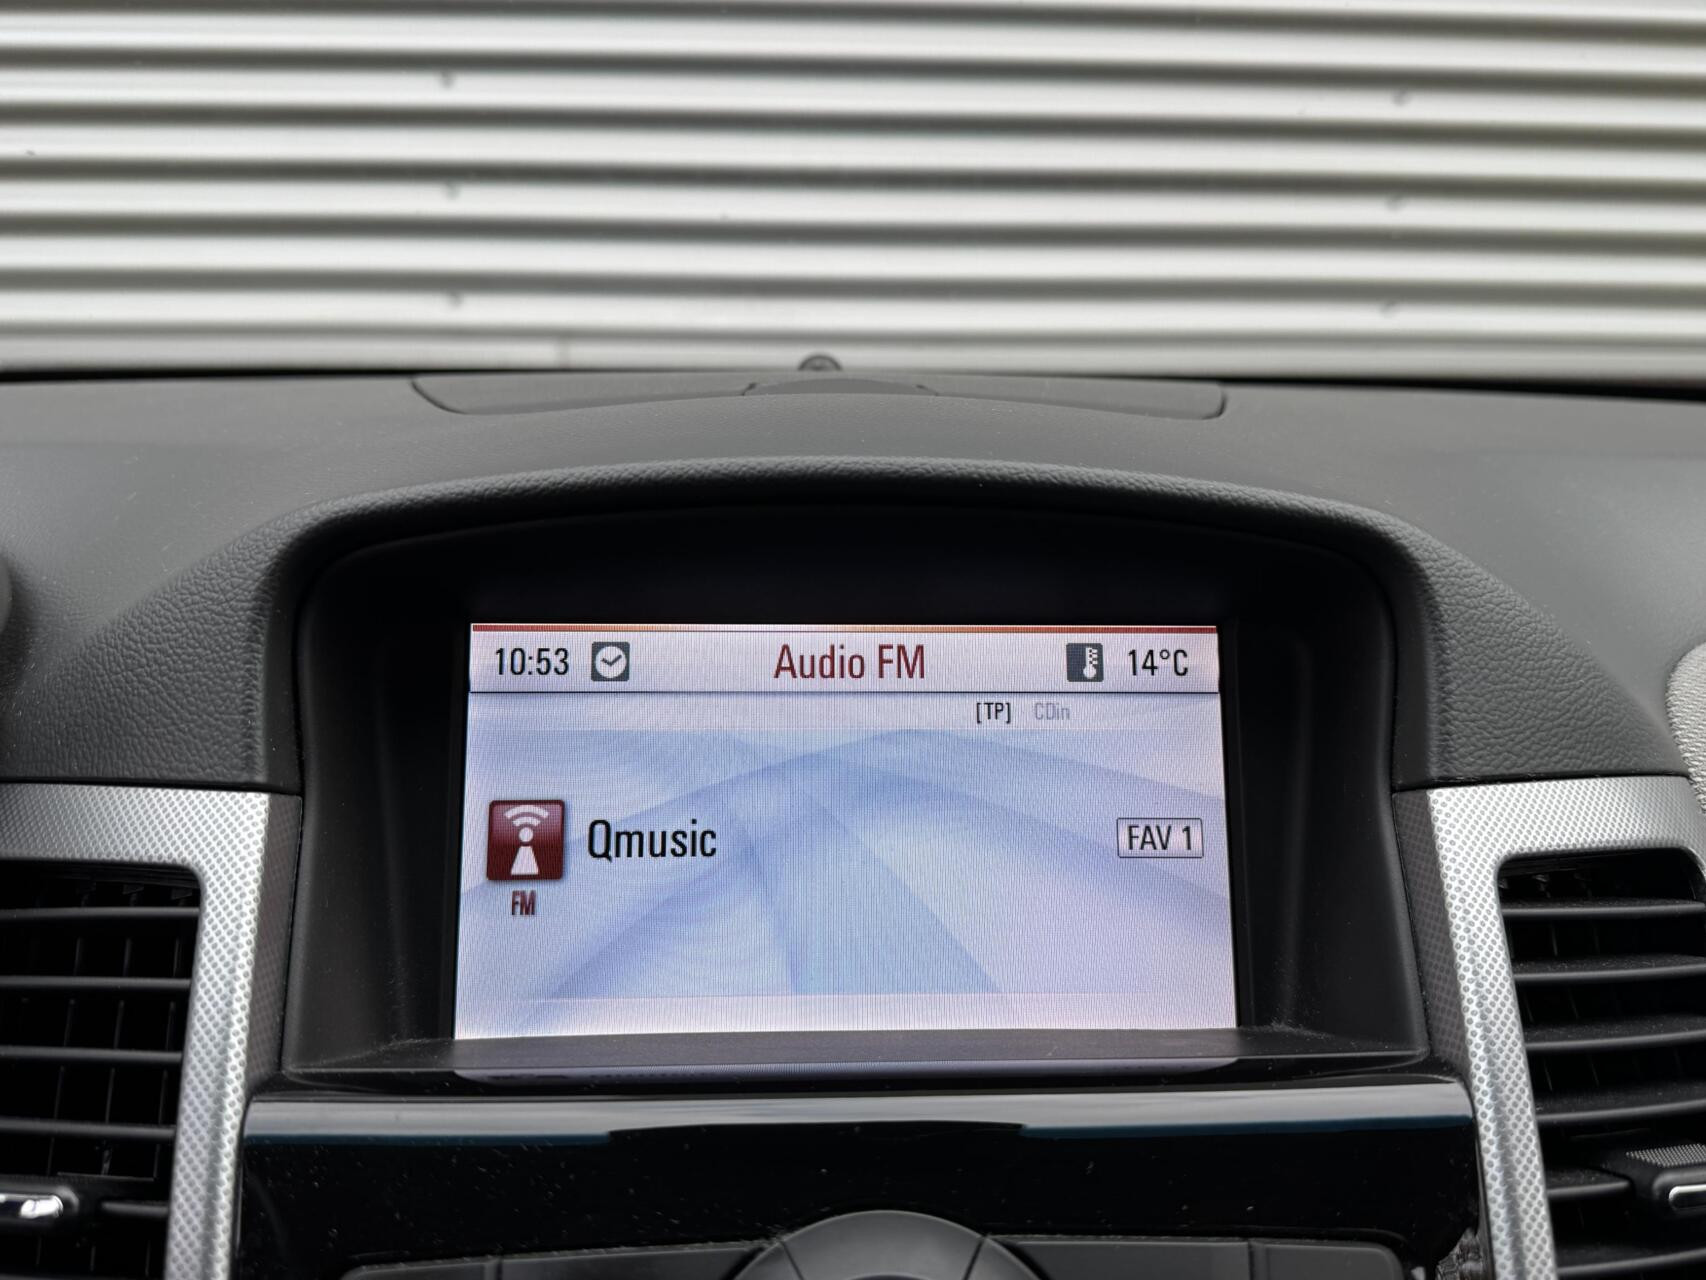 10:53 Audio FM 14°C
[TP] CDin
Qmusic FAV 1
FM